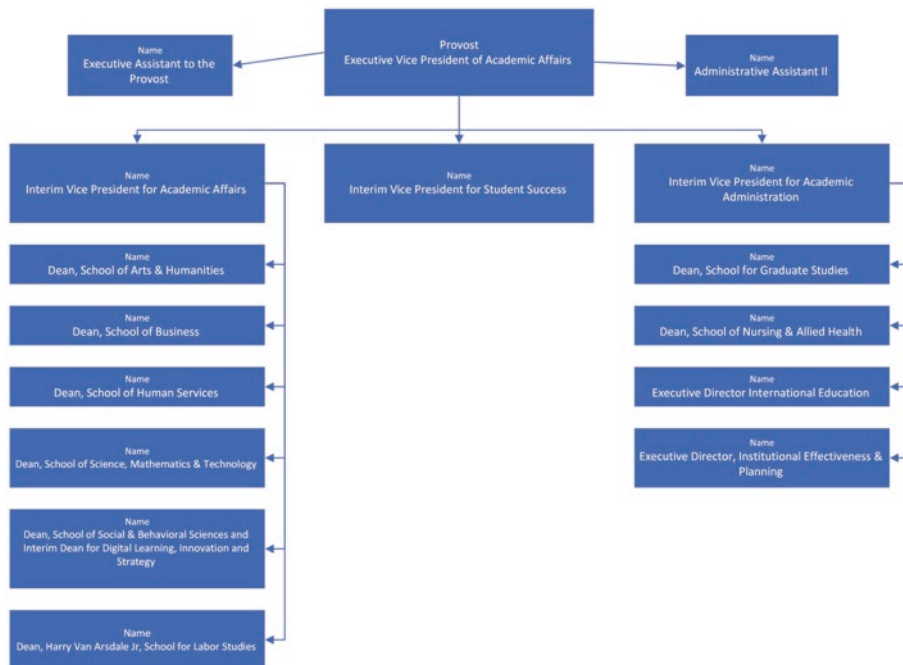 Provost
Executive Vice President of Academic Affairs
Name
Executive Assistant to the
Provost
Name
Administrative Assistant II
Name
Interim Vice President for Academic Affairs
Name
Interim Vice President for Student Success
Name
Interim Vice President for Academic
Administration
Name
Dean, School of Arts & Humanities
Name
Dean, School of Business
Name
Dean, School of Human Services
Name
Dean, School of Science, Mathematics & Technology
Name
Dean, School of Social & Behavioral Sciences and
Interim Dean for Digital Learning, Innovation and
Strategy
Name
Dean, Harry Van Arsdale Jr, School for Labor Studies
Name
Dean, School for Graduate Studies
Name
Dean, School of Nursing & Allied Health
Name
Executive Director International Education
Name
Executive Director, Institutional Effectiveness &
Planning